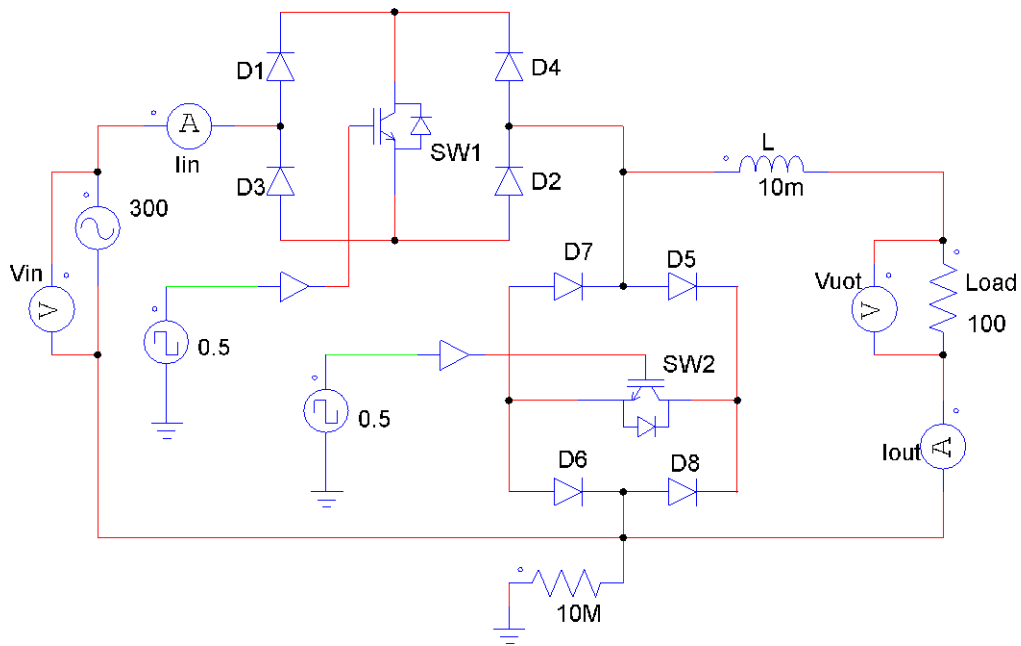 D1
D4
A
Iin
SW1
D3
D2
L
10m
300
Vin
V
D7
D5
Vuot
V
Load
100
0.5
SW2
0.5
D6
D8
Iout
A
10M